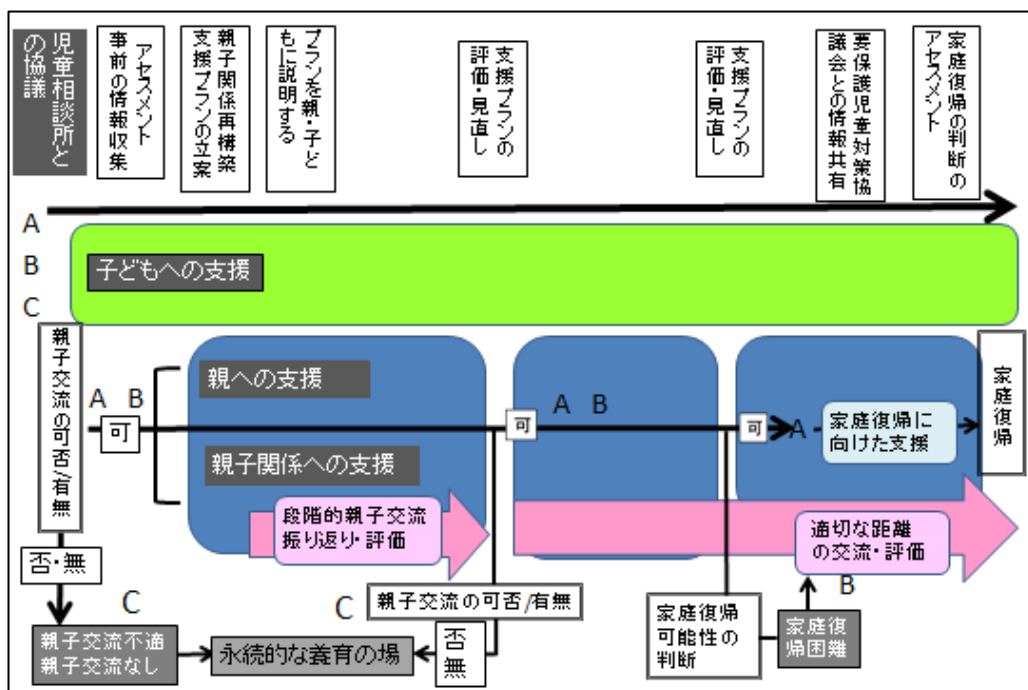 児童相談所と
の協議
アセスメント
事前の情報収集
親子関係再構築
支援プランの立案
プランを親・子ど
もに説明する
支援プランの
評価・見直し
支援プランの
評価・見直し
要保護児童対策協
議会との情報共有
家庭復帰の判断の
アセスメント
A
B
C
子どもへの支援
親子交流の可否/有無
A B
可
親への支援
親子関係への支援
段階的親子交流
振り返り・評価
可
A B
可
A
家庭復帰に
向けた支援
家庭復帰
適切な距離
の交流・評価
否・無
C
親子交流不適
親子交流なし
永続的な養育の場
C
親子交流の可否/有無
否
無
家庭復帰
可能性の
判断
家庭復
帰困難
B